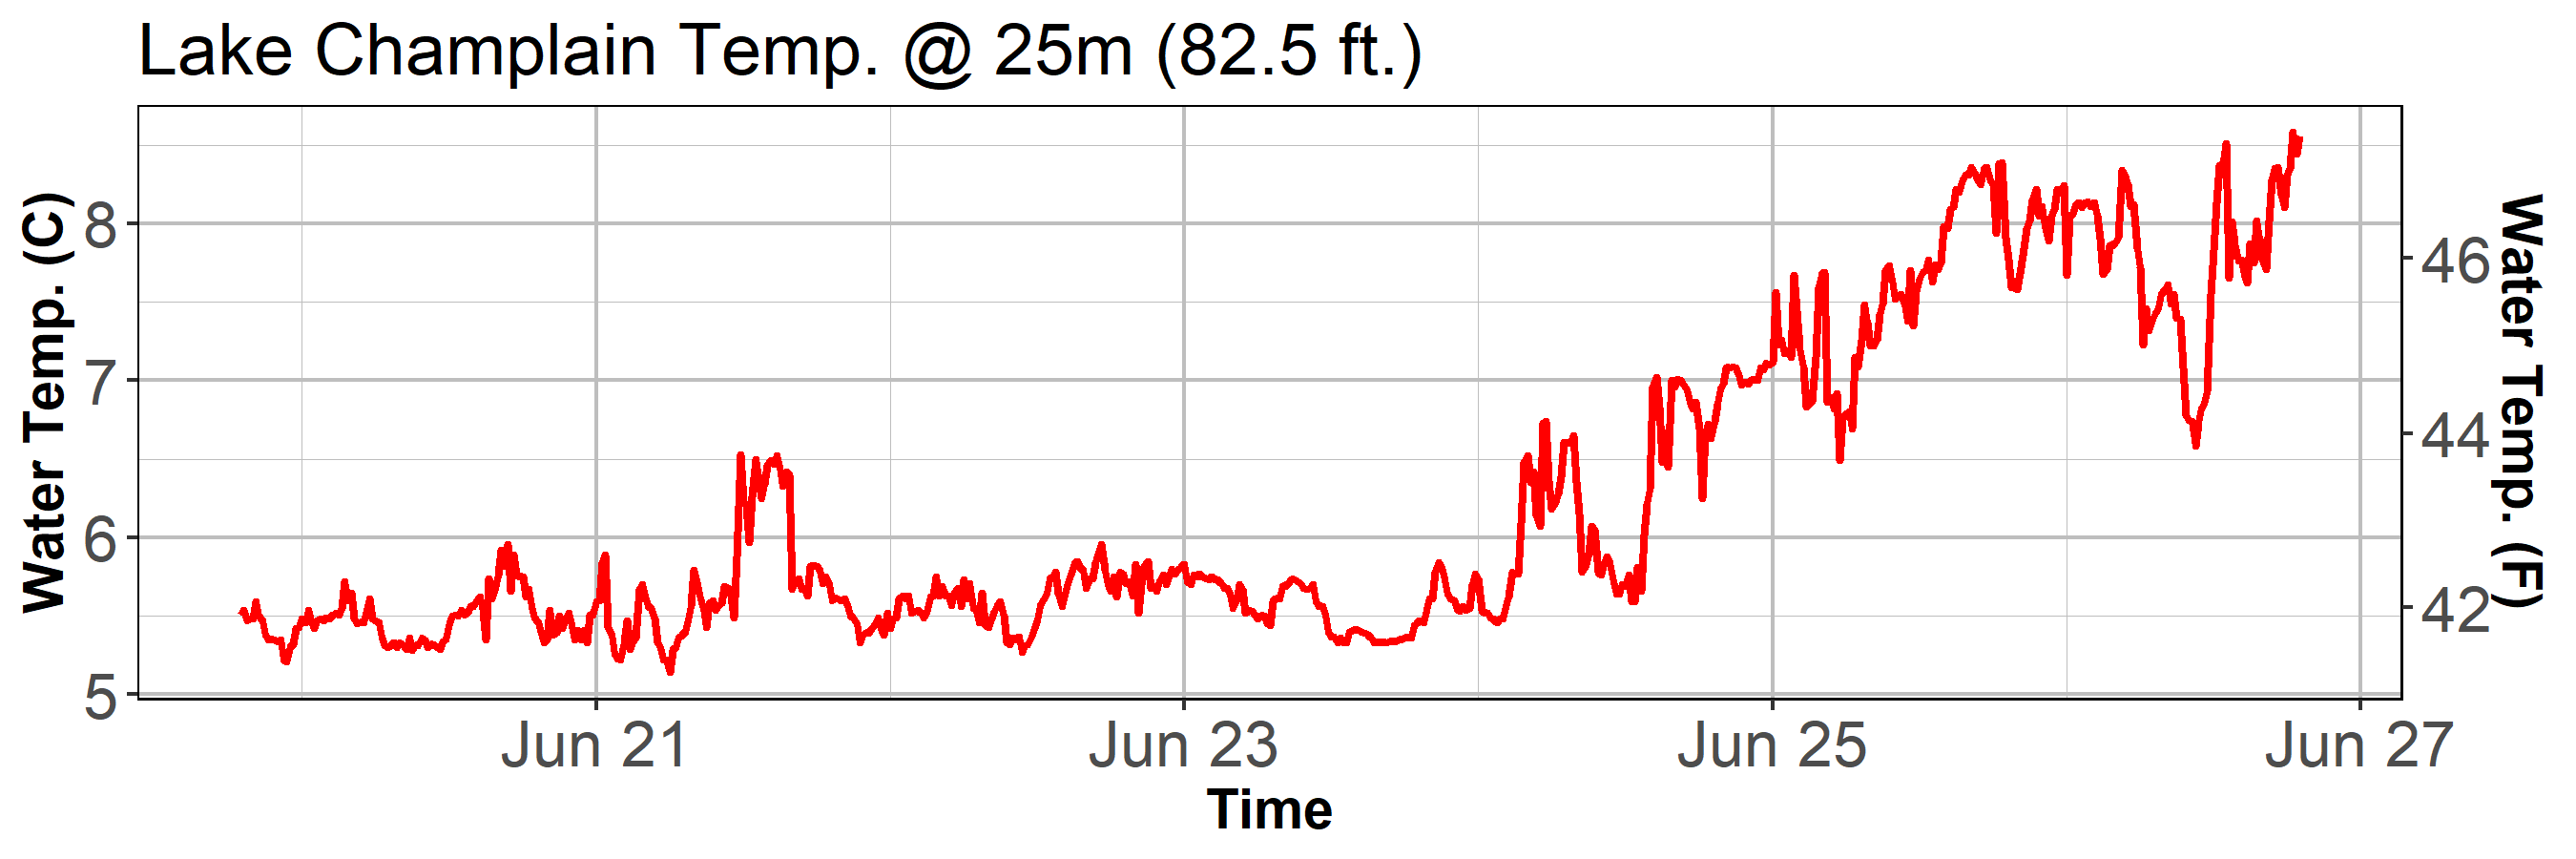 Lake Champlain Temp. @ 25m (82.5 ft.)
Water Temp. (C)
8
7
6
5
46
44
42
Water Temp. (F)
Jun 21 Jun 23 Jun 25 Jun 27
Time